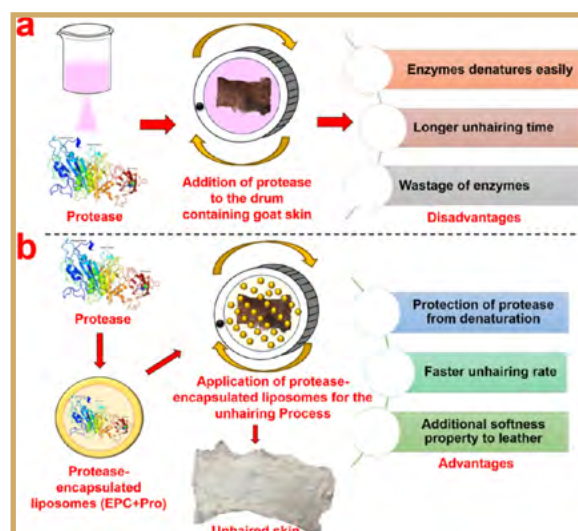 a
Protease
Addition of protease
to the drum
containing goat skin
Enzymes denatures easily
Longer unhairing time
Wastage of enzymes
Disadvantages
b
Protease
Protease-
encapsulated
liposomes (EPC+Pro)
Application of protease-
encapsulated liposomes for the
unhairing Process
Unhaired skin
Protection of protease
from denaturation
Faster unhairing rate
Additional softness
property to leather
Advantages